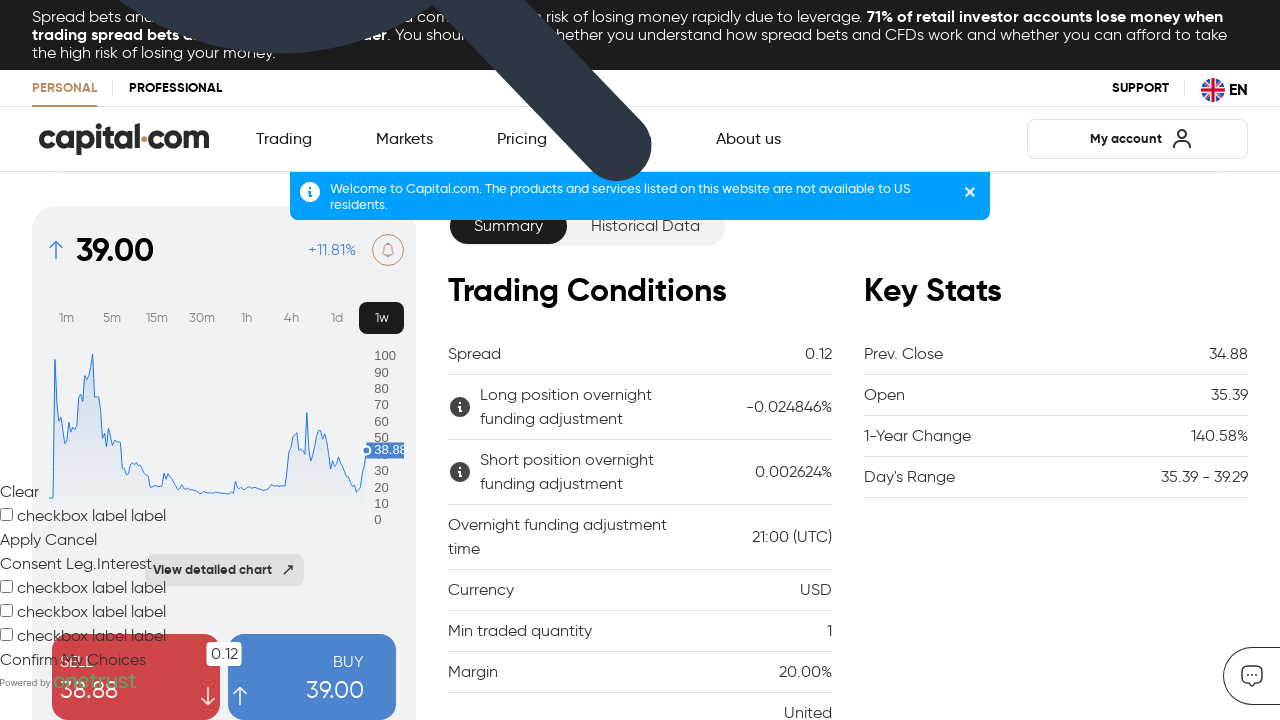 Spread bets and
risk of losing money rapidly due to leverage. 71% of retail investor accounts lose money when
trading spread bets
. You should
whether you understand how spread bets and CFDs work and whether you can afford to take
the high risk of losing your money.
PERSONAL
PROFESSIONAL
SUPPORT
EN
capital.com
Trading
Markets
Pricing
About us
My account
Welcome to Capital.com. The products and services listed on this website are not available to US
residents.
×
39.00
+11.81%
1m
5m
15m
30m
1h
4h
1d
1w
100
90
80
70
60
50
38.88
30
20
10
0
View detailed chart
SELL
38.88
0.12
BUY
39.00
Clear
checkbox label label
Apply Cancel
Consent Leg.Interest
checkbox label label
checkbox label label
checkbox label label
Confirm My Choices
Powered by onetrust
Summary
Historical Data
Trading Conditions
Spread 0.12
Long position overnight
funding adjustment
-0.024846%
Short position overnight
funding adjustment
0.002624%
Overnight funding adjustment
time
21:00 (UTC)
Currency USD
Min traded quantity 1
Margin 20.00%
United
Key Stats
Prev. Close 34.88
Open 35.39
1-Year Change 140.58%
Day's Range 35.39 - 39.29